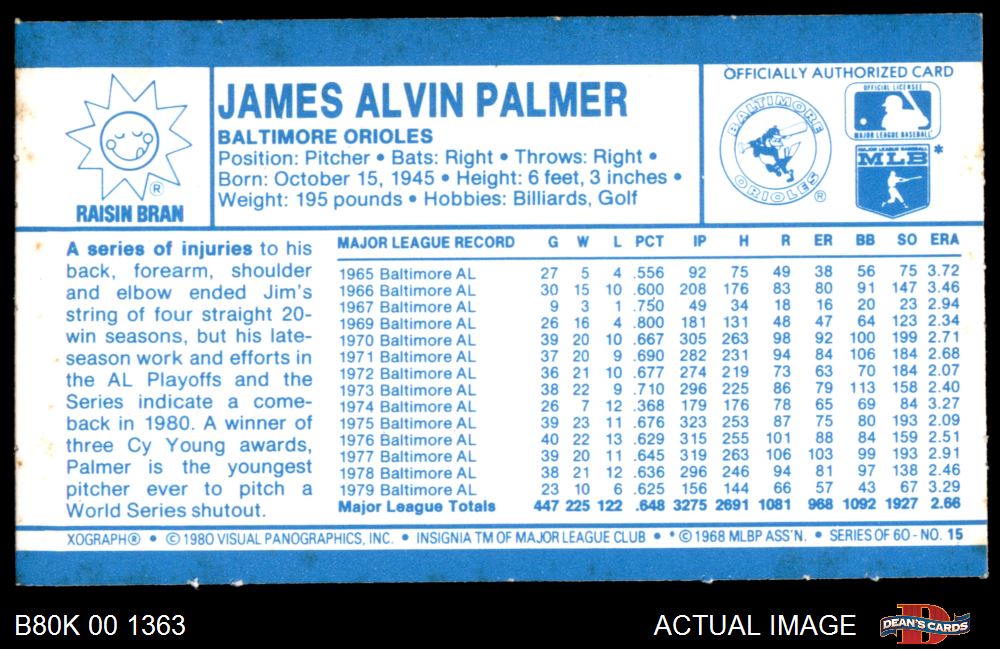 JAMES ALVIN PALMER
BALTIMORE ORIOLES
Position: Pitcher • Bats: Right • Throws: Right •
Born: October 15, 1945 • Height: 6 feet, 3 inches •
Weight: 195 pounds • Hobbies: Billiards, Golf
®
RAISIN BRAN
OFFICIALLY AUTHORIZED CARD
BALTIMORE
ORIOLES
®
OFFICIAL LICENSEE
MAJOR LEAGUE BASEBALL
MAJOR LEAGUE BASEBALL
MLB *
A series of injuries to his
back, forearm, shoulder
and elbow ended Jim's
string of four straight 20-
win seasons, but his late-
season work and efforts in
the AL Playoffs and the
Series indicate a come-
back in 1980. A winner of
three Cy Young awards,
Palmer is the youngest
pitcher ever to pitch a
World Series shutout.
MAJOR LEAGUE RECORD G W L PCT IP H R ER BB SO ERA
1965 Baltimore AL 27 5 4 .556 92 75 49 38 56 75 3.72
1966 Baltimore AL 30 15 10 .600 208 176 83 80 91 147 3.46
1967 Baltimore AL 9 3 1 .750 49 34 18 16 20 23 2.94
1969 Baltimore AL 26 16 4 .800 181 131 48 47 64 123 2.34
1970 Baltimore AL 39 20 10 .667 305 263 98 92 100 199 2.71
1971 Baltimore AL 37 20 9 .690 282 231 94 84 106 184 2.68
1972 Baltimore AL 36 21 10 .677 274 219 73 63 70 184 2.07
1973 Baltimore AL 38 22 9 .710 296 225 86 79 113 158 2.40
1974 Baltimore AL 26 7 12 .368 179 176 78 65 69 84 3.27
1975 Baltimore AL 39 23 11 .676 323 253 87 75 80 193 2.09
1976 Baltimore AL 40 22 13 .629 315 255 101 88 84 159 2.51
1977 Baltimore AL 39 20 11 .645 319 263 106 103 99 193 2.91
1978 Baltimore AL 38 21 12 .636 296 246 94 81 97 138 2.46
1979 Baltimore AL 23 10 6 .625 156 144 66 57 43 67 3.29
Major League Totals 447 225 122 .648 3275 2691 1081 968 1092 1927 2.66
XOGRAPH® • © 1980 VISUAL PANOGRAPHICS, INC. • INSIGNIA TM OF MAJOR LEAGUE CLUB • * © 1968 MLBP ASS'N. • SERIES OF 60 - NO. 15
B80K 00 1363
ACTUAL IMAGE
DEAN'S CARDS